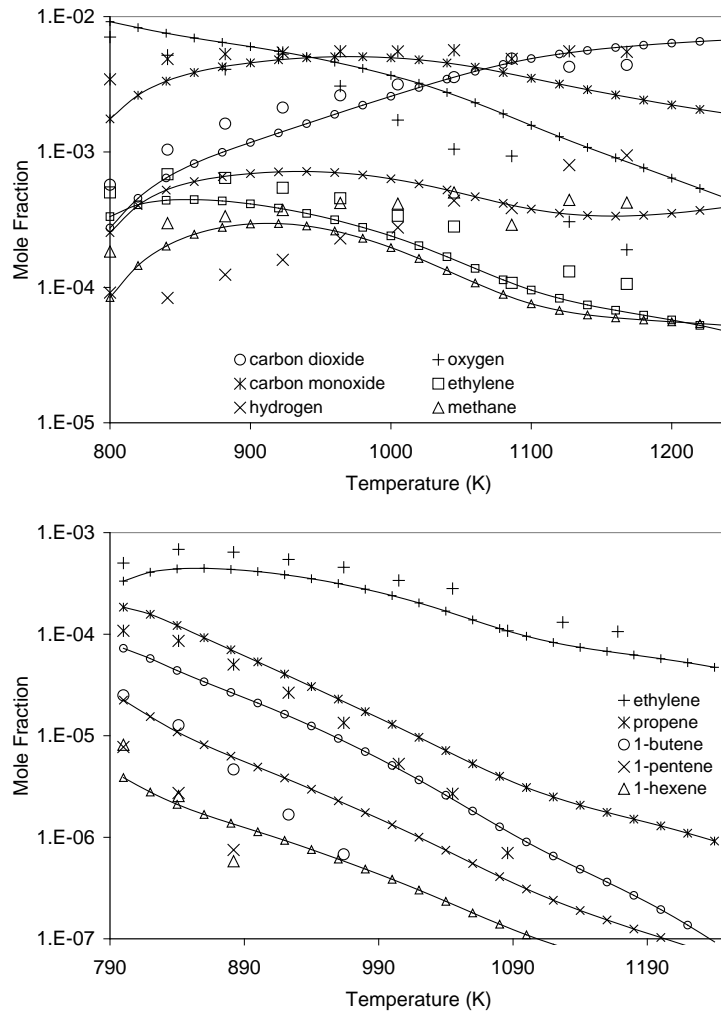 1.E-02
1.E-03
1.E-04
1.E-05
Mole Fraction
carbon dioxide
oxygen
carbon monoxide
ethylene
hydrogen
methane
800
900
1000
1100
1200
Temperature (K)
1.E-03
1.E-04
1.E-05
1.E-06
1.E-07
Mole Fraction
ethylene
propene
1-butene
1-pentene
1-hexene
790
890
990
1090
1190
Temperature (K)